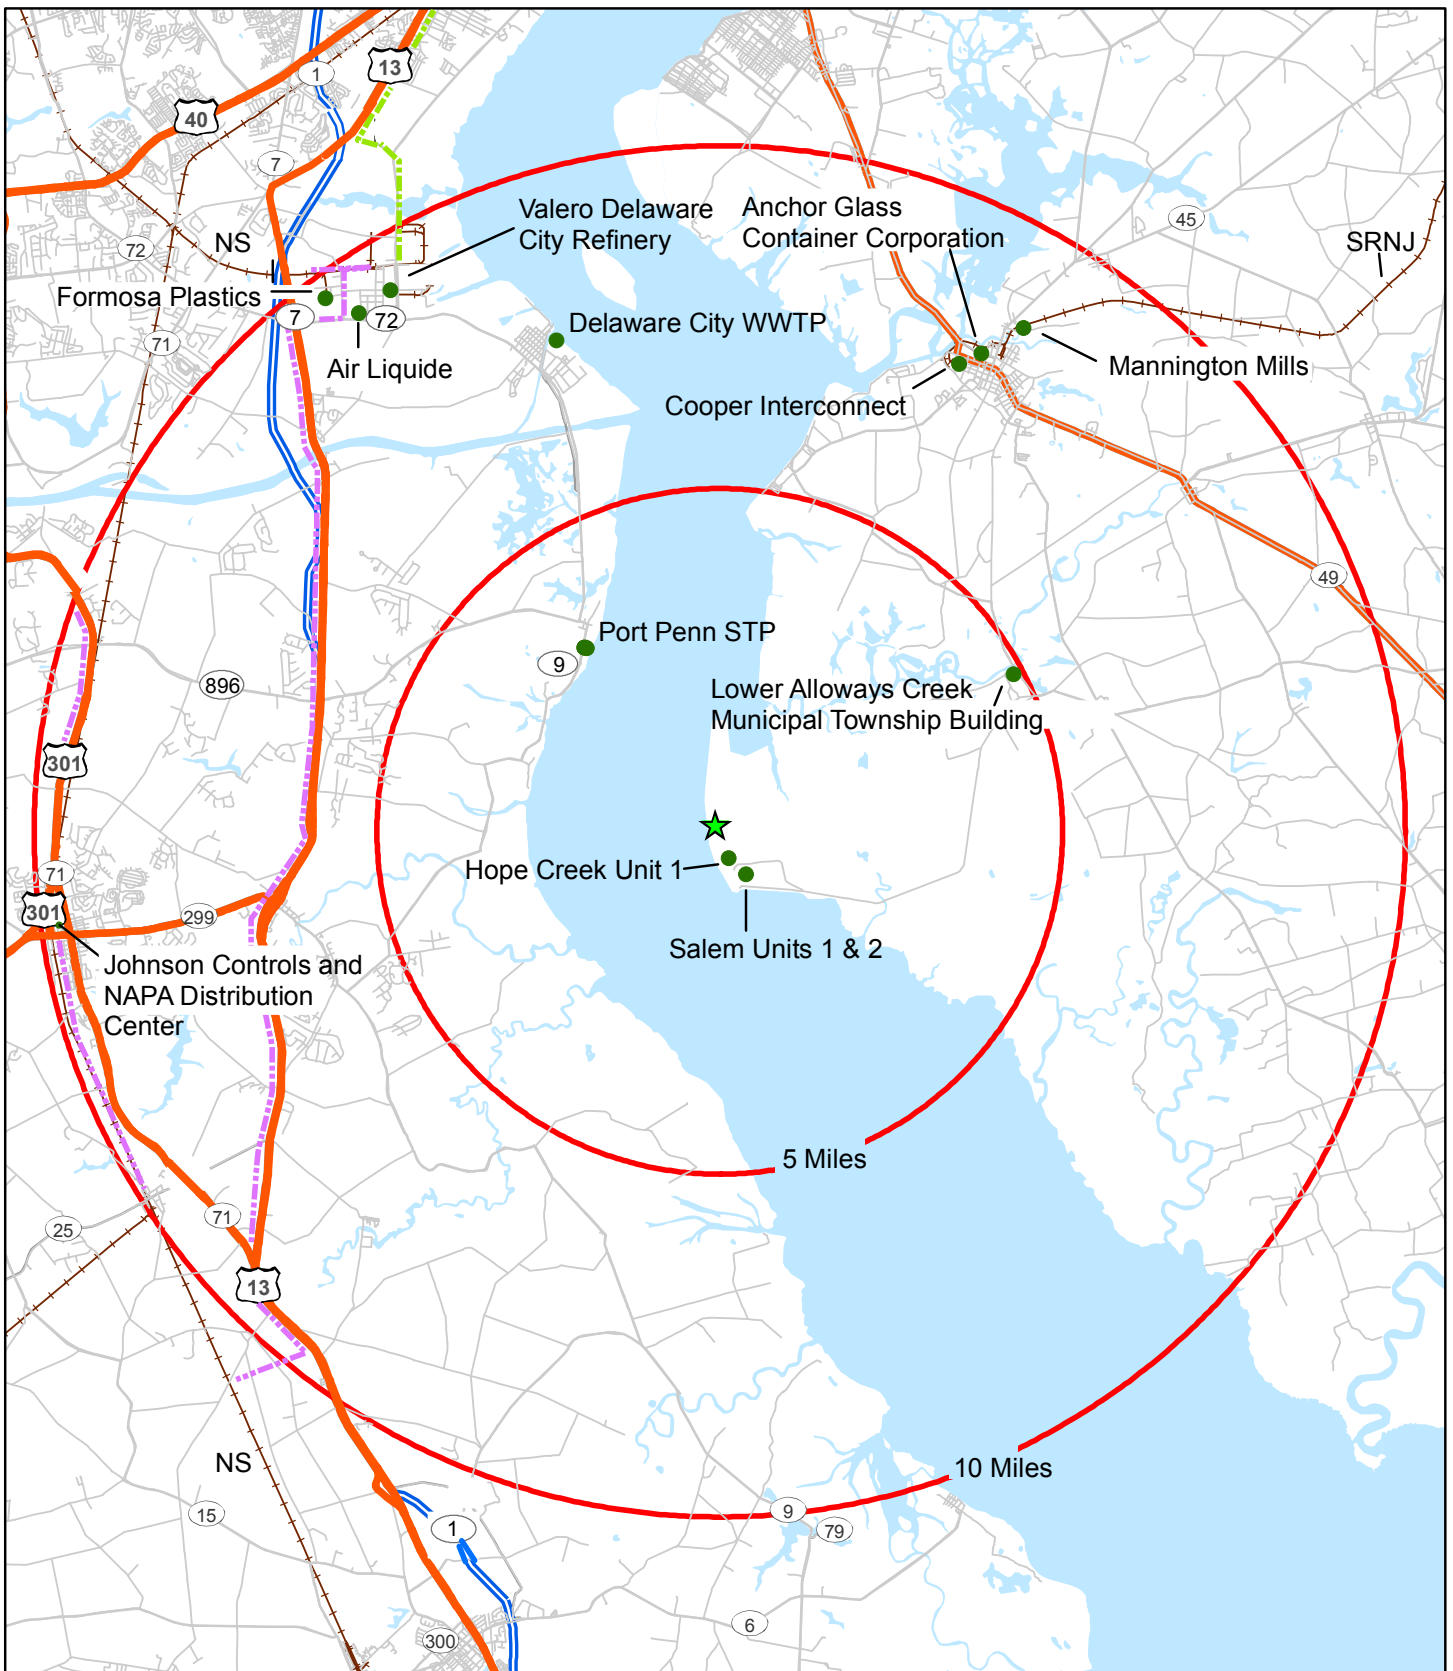 1
13
40
7
Valero Delaware
City Refinery
Anchor Glass
Container Corporation
45
NS
72
SRNJ
Formosa Plastics
7
72
Delaware City WWTP
71
Air Liquide
Mannington Mills
Cooper Interconnect
49
Port Penn STP
9
896
Lower Alloways Creek
Municipal Township Building
301
Hope Creek Unit 1
71
301
299
Salem Units 1 & 2
Johnson Controls and
NAPA Distribution
Center
5 Miles
71
25
13
NS
10 Miles
15
9
1
79
6
300